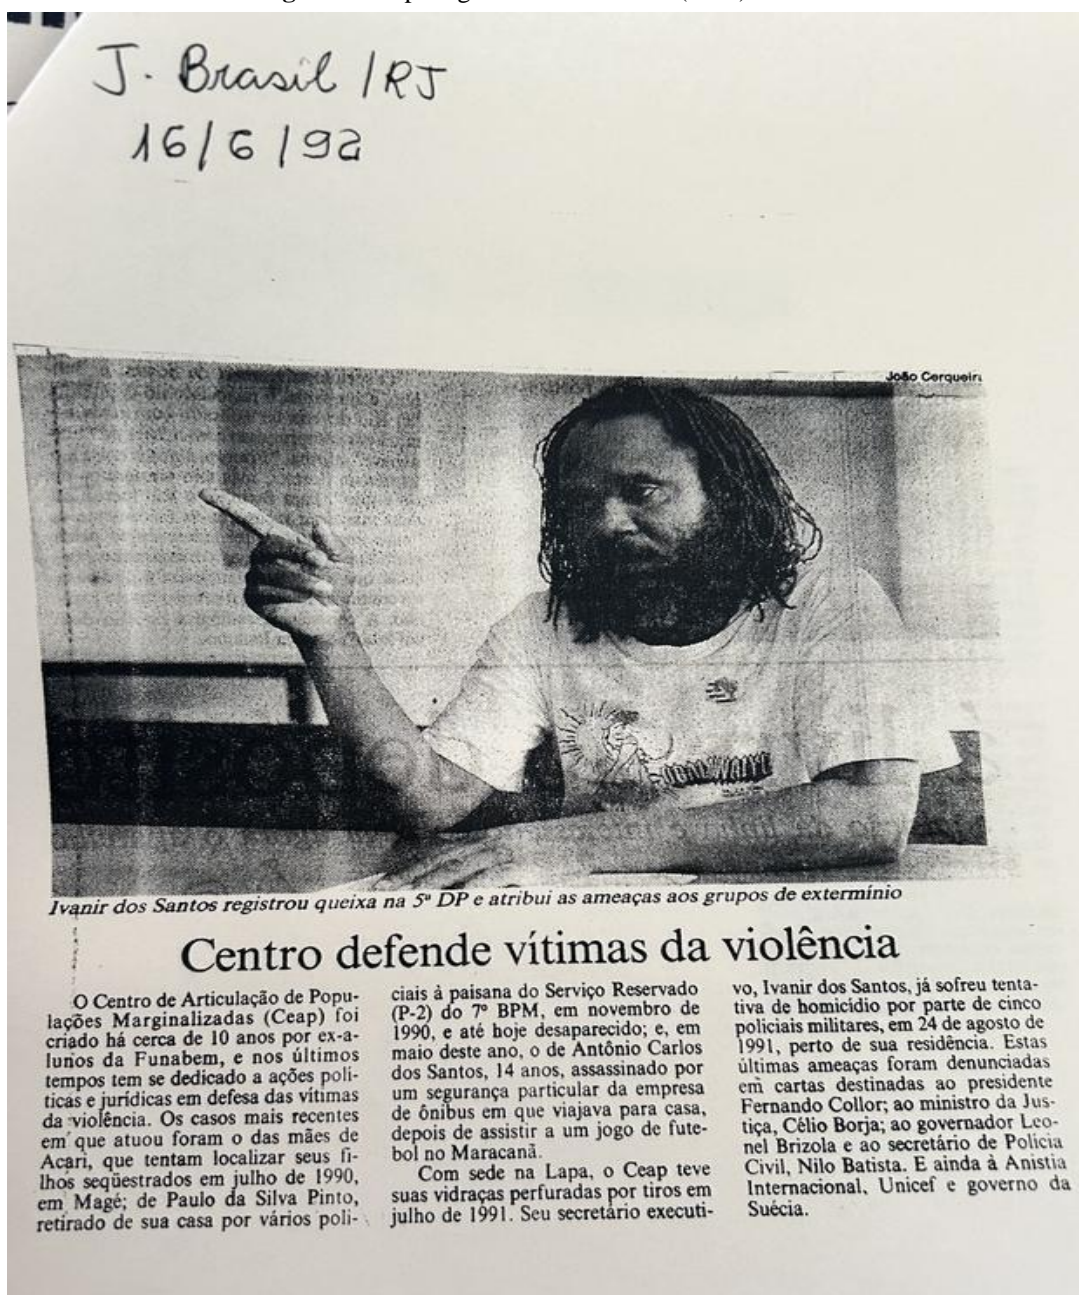 J. Brasil / RJ
16/6/92
João Cerqueira
Ivanir dos Santos registrou queixa na 5ª DP e atribui as ameaças aos grupos de extermínio
Centro defende vítimas da violência
O Centro de Articulação de Popu-
lações Marginalizadas (Ceap) foi
criado há cerca de 10 anos por ex-a-
lunos da Funabem, e nos últimos
tempos tem se dedicado a ações polí-
ticas e jurídicas em defesa das vítimas
da violência. Os casos mais recentes
em que atuou foram o das mães de
Acari, que tentam localizar seus fi-
lhos seqüestrados em julho de 1990,
em Magé; de Paulo da Silva Pinto,
retirado de sua casa por vários poli-
ciais à paisana do Serviço Reservado
(P-2) do 7º BPM, em novembro de
1990, e até hoje desaparecido; e, em
maio deste ano, o de Antônio Carlos
dos Santos, 14 anos, assassinado por
um segurança particular da empresa
de ônibus em que viajava para casa,
depois de assistir a um jogo de fute-
bol no Maracanã.
Com sede na Lapa, o Ceap teve
suas vidraças perfuradas por tiros em
julho de 1991. Seu secretário executi-
vo, Ivanir dos Santos, já sofreu tenta-
tiva de homicídio por parte de cinco
policiais militares, em 24 de agosto de
1991, perto de sua residência. Estas
últimas ameaças foram denunciadas
em cartas destinadas ao presidente
Fernando Collor; ao ministro da Jus-
tiça, Célio Borja; ao governador Leo-
nel Brizola e ao secretário de Polícia
Civil, Nilo Batista. E ainda à Anistia
Internacional, Unicef e governo da
Suécia.